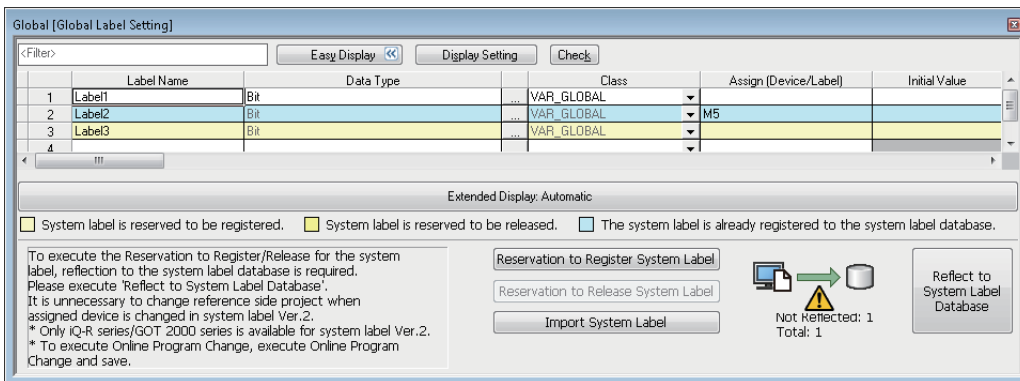 Global [Global Label Setting]
<Filter> Easy Display Display Setting Check
Label Name Data Type Class Assign (Device/Label) Initial Value
1 Label1 Bit ... VAR_GLOBAL
2 Label2 Bit ... VAR_GLOBAL M5
3 Label3 Bit ... VAR_GLOBAL
4
Extended Display: Automatic
System label is reserved to be registered. System label is reserved to be released. The system label is already registered to the system label database.
To execute the Reservation to Register/Release for the system
label, reflection to the system label database is required.
Please execute 'Reflect to System Label Database'.
It is unnecessary to change reference side project when
assigned device is changed in system label Ver.2.
* Only iQ-R series/GOT 2000 series is available for system label Ver.2.
* To execute Online Program Change, execute Online Program
Change and save.
Reservation to Register System Label
Reservation to Release System Label
Import System Label
Not Reflected: 1
Total: 1
Reflect to
System Label
Database